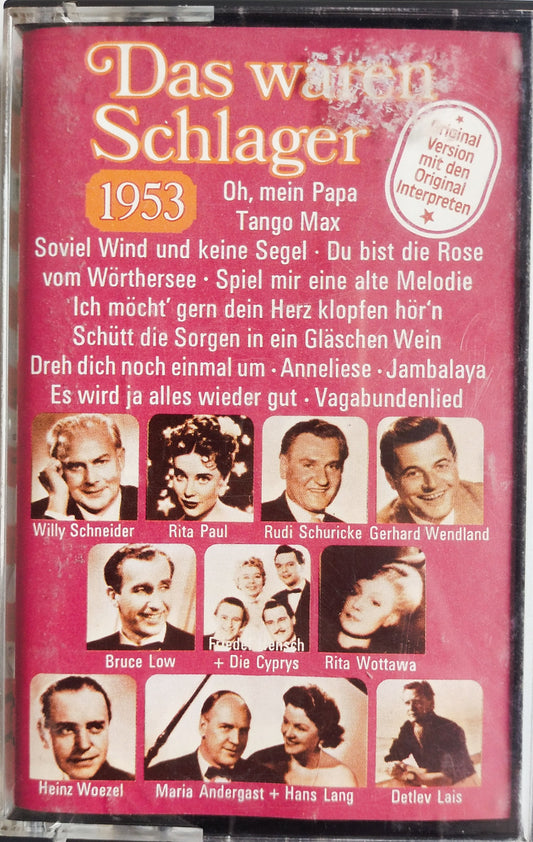 Das waren
Schlager
Original
Version
mit den
Original
Interpreten
1953
Oh, mein Papa
Tango Max
Soviel Wind und keine Segel · Du bist die Rose
vom Wörthersee · Spiel mir eine alte Melodie
Ich möcht' gern dein Herz klopfen hör'n
Schütt die Sorgen in ein Gläschen Wein
Dreh dich noch einmal um · Anneliese · Jambalaya
Es wird ja alles wieder gut · Vagabundenlied
Willy Schneider
Rita Paul
Rudi Schuricke
Gerhard Wendland
Bruce Low
+ Die Cyprys
Rita Wottawa
Heinz Woezel
Maria Andergast + Hans Lang
Detlev Lais